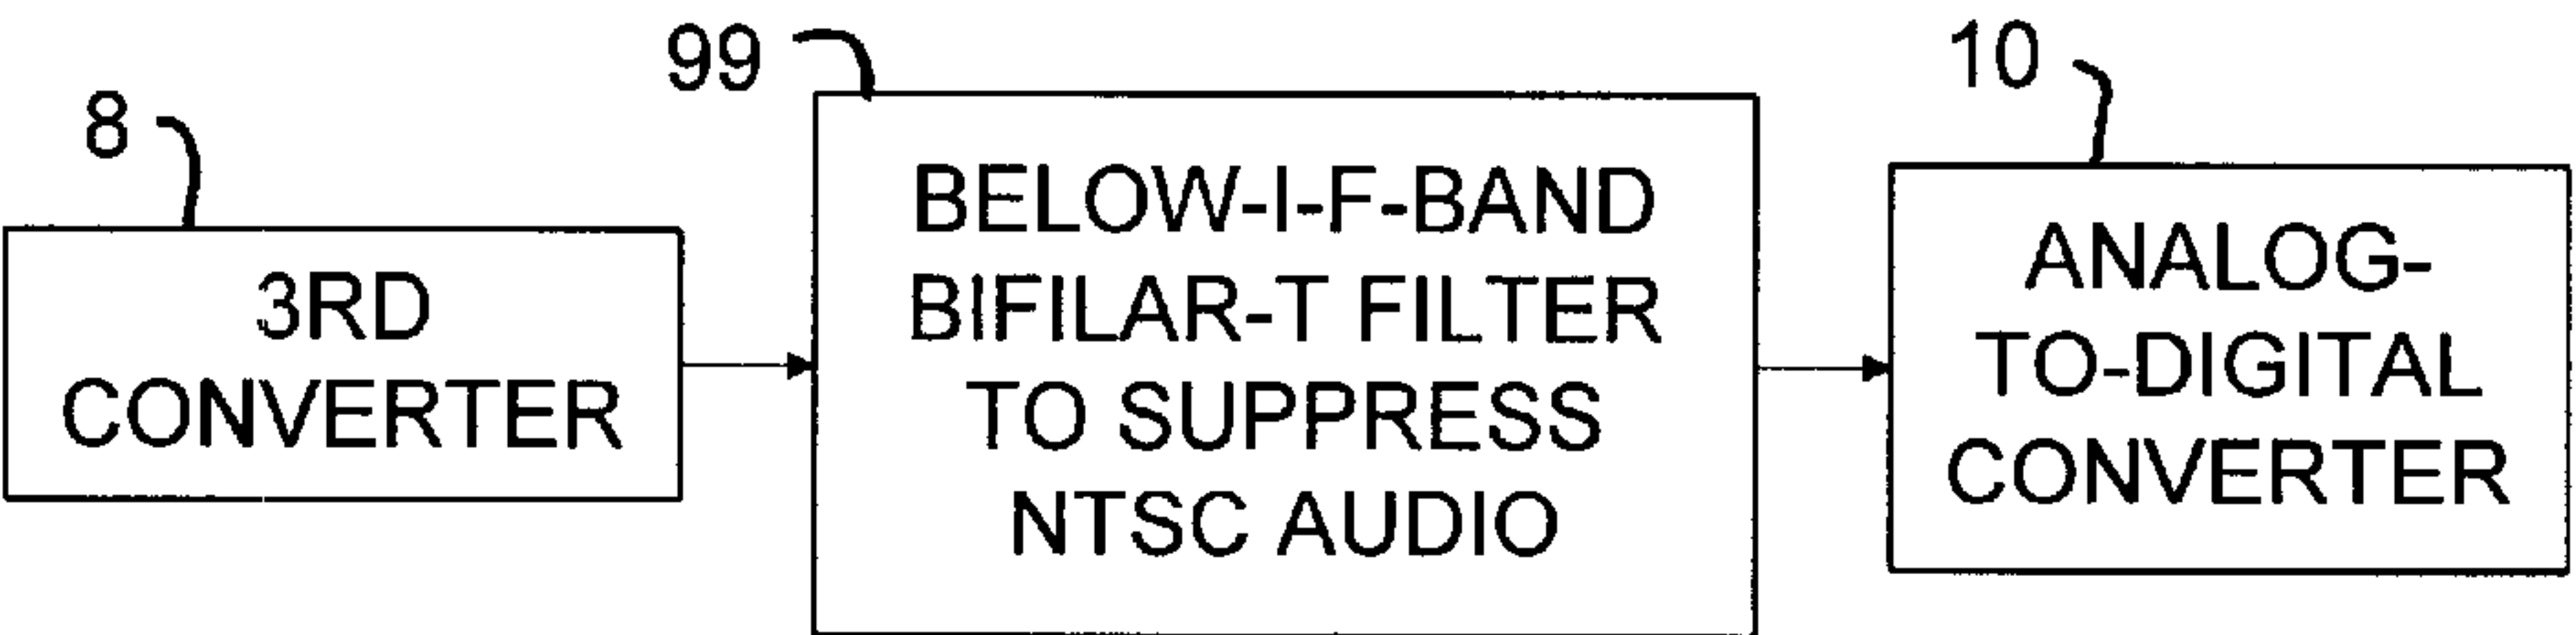 8
3RD
CONVERTER
99
BELOW-I-F-BAND
BIFILAR-T FILTER
TO SUPPRESS
NTSC AUDIO
10
ANALOG-
TO-DIGITAL
CONVERTER